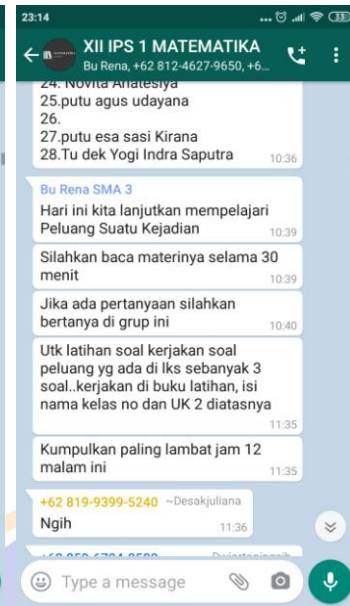 23:14
33
XII IPS 1 MATEMATIKA
Bu Rena, +62 812-4627-9650, +6...
24. Novita Anatesiya
25.putu agus udayana
26.
27.putu esa sasi Kirana
28.Tu dek Yogi Indra Saputra
10:36
Bu Rena SMA 3
Hari ini kita lanjutkan mempelajari
Peluang Suatu Kejadian
10:39
Silahkan baca materinya selama 30
menit
10:39
Jika ada pertanyaan silahkan
bertanya di grup ini
10:40
Utk latihan soal kerjakan soal
peluang yg ada di lks sebanyak 3
soal..kerjakan di buku latihan, isi
nama kelas no dan UK 2 diatasnya
11:35
Kumpulkan paling lambat jam 12
malam ini
11:35
+62 819-9399-5240 ~Desakjuliana
Ngih
11:36
Type a message